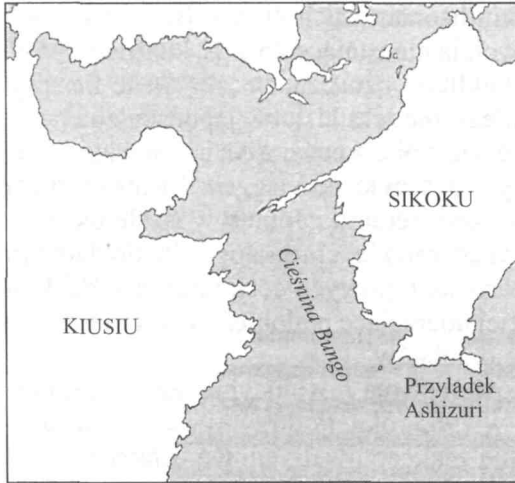 SIKOKU
Cieśnina Bungo
KIUSIU
Przylądek
Ashizuri